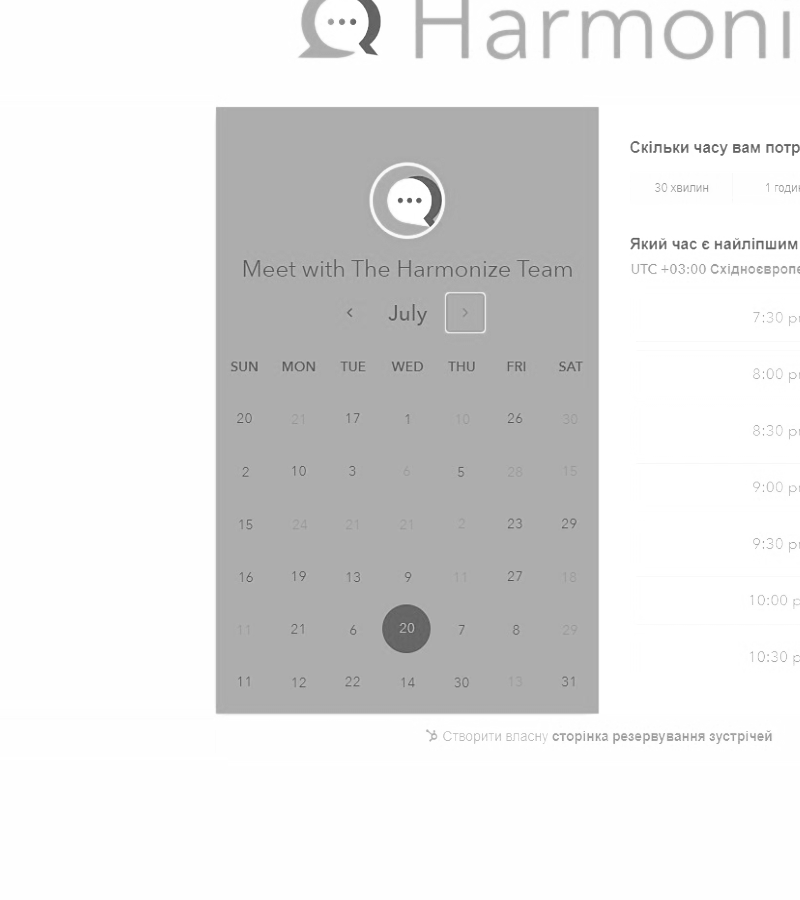 Harmoni
Meet with The Harmonize Team
July
SUN MON TUE WED THU FRI SAT
20 21 17 1 10 26 30
2 10 3 6 5 28 15
15 24 21 21 2 23 29
16 19 13 9 11 27 18
11 21 6 20 7 8 29
11 12 22 14 30 13 31
Скільки часу вам потр
30 хвилин 1 годин
Який час є найліпшим
UTC +03:00 Східноєвропе
7:30 p
8:00 p
8:30 p
9:00 p
9:30 p
10:00 p
10:30 p
Створити власну сторінка резервування зустрічей